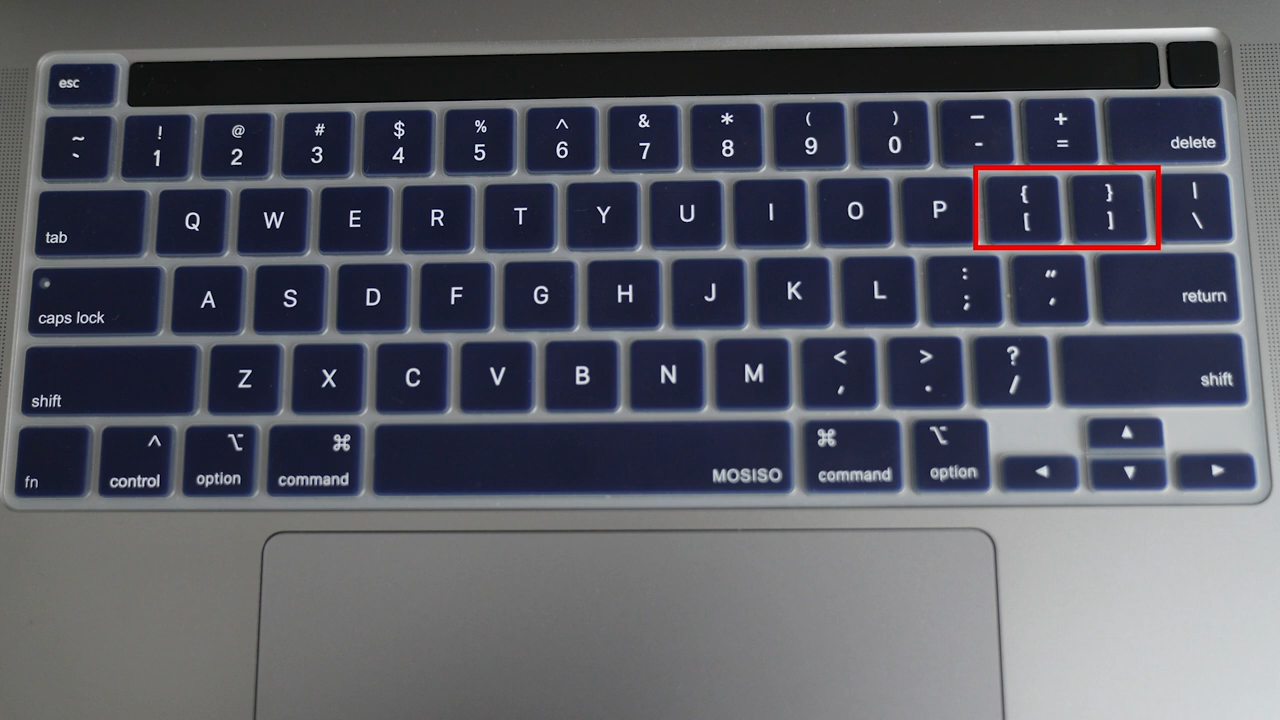 esc
~ ! @ # $ % ^ & * ( ) — +
` 1 2 3 4 5 6 7 8 9 0 - = delete
tab Q W E R T Y U I O P { [ } ] | \
caps lock A S D F G H J K L : ; “ ‘ return
shift Z X C V B N M < , > . ? / shift
fn ^ control ⌥ option ⌘ command MOSISO ⌘ command ⌥ option ◀ ▲ ▼ ▶